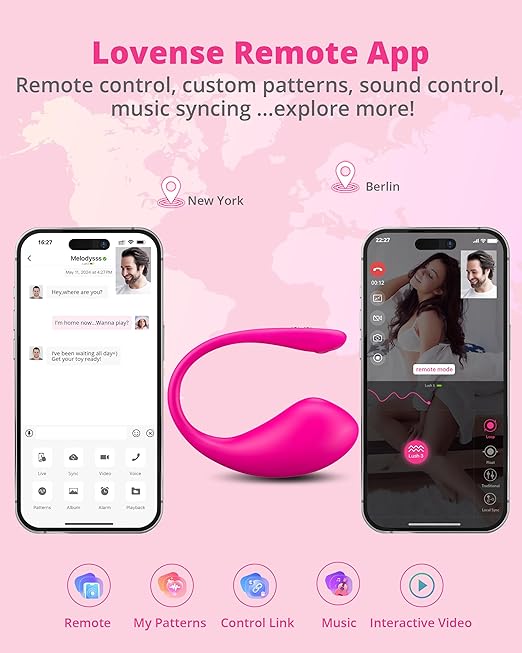 Lovense Remote App
Remote control, custom patterns, sound control,
music syncing ...explore more!
New York
Berlin
16:27
Melodysss
May 11, 2024 at 4:27 PM
Hey,where are you?
I'm home now...Wanna play?
I've been waiting all day=)
Get your toy ready!
Live
Sync
Video
Voice
Patterns
Album
Alarm
Playback
22:27
00:12
remote mode
Lush 3
Lush 3
Loop
Float
Traditional
Local Sync
Remote
My Patterns
Control Link
Music
Interactive Video